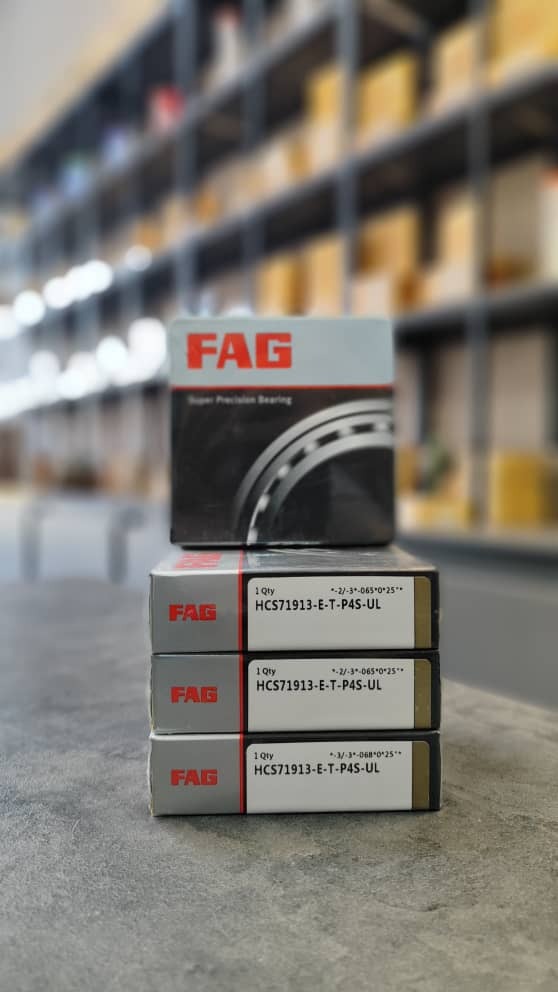 FAG
Super Precision Bearing
FAG
1 Qty *-2/-3*-065*0*25**
HCS71913-E-T-P4S-UL
FAG
1 Qty *-2/-3*-065*0*25**
HCS71913-E-T-P4S-UL
FAG
1 Qty *-3/-3*-068*0*25**
HCS71913-E-T-P4S-UL